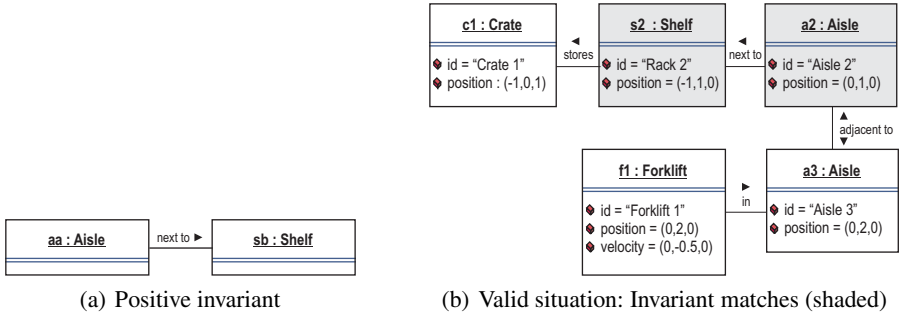 c1 : Crate
id = “Crate 1”
position : (-1,0,1)
◄
stores
s2 : Shelf
id = “Rack 2”
position = (-1,1,0)
◄
next to
a2 : Aisle
id = “Aisle 2”
position = (0,1,0)
▲
adjacent to
▼
f1 : Forklift
id = “Forklift 1”
position = (0,2,0)
velocity = (0,-0.5,0)
►
in
a3 : Aisle
id = “Aisle 3”
position = (0,2,0)
aa : Aisle
next to ►
sb : Shelf
(a) Positive invariant
(b) Valid situation: Invariant matches (shaded)